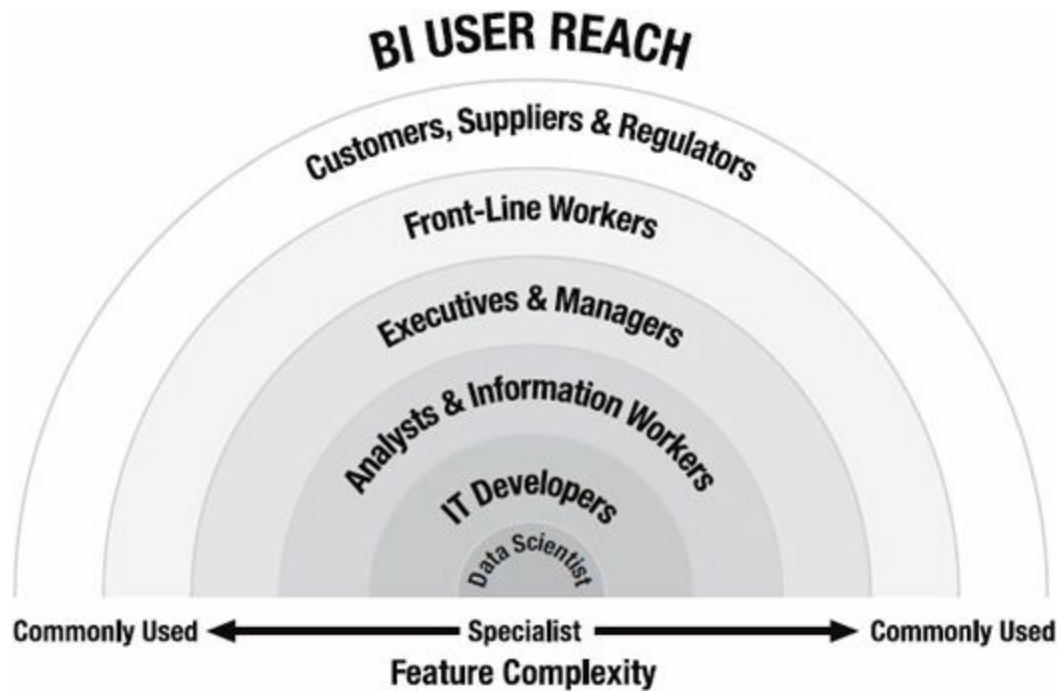 BI USER REACH
Customers, Suppliers & Regulators
Front-Line Workers
Executives & Managers
Analysts & Information Workers
IT Developers
Data Scientist
Commonly Used Specialist Commonly Used
Feature Complexity